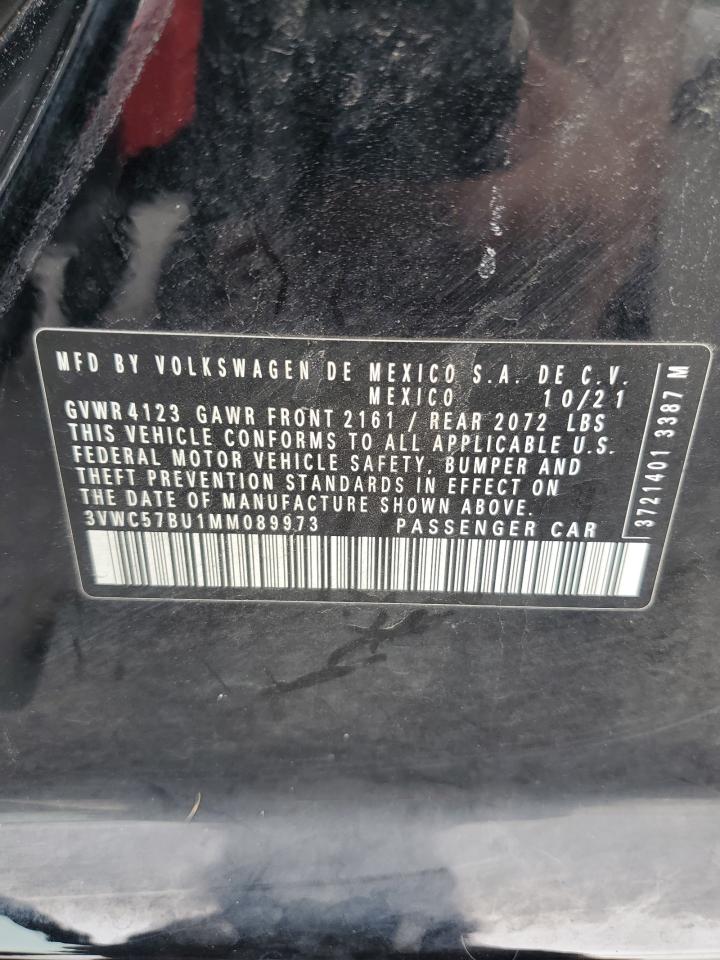 MFD BY VOLKSWAGEN DE MEXICO S.A. DE C.V.
MEXICO 10/21
GVWR 4123 GAWR FRONT 2161 / REAR 2072 LBS
THIS VEHICLE CONFORMS TO ALL APPLICABLE U.S.
FEDERAL MOTOR VEHICLE SAFETY, BUMPER AND
THEFT PREVENTION STANDARDS IN EFFECT ON
THE DATE OF MANUFACTURE SHOWN ABOVE.
3VWC57BU1MM089973 PASSENGER CAR
3721401 3387 M